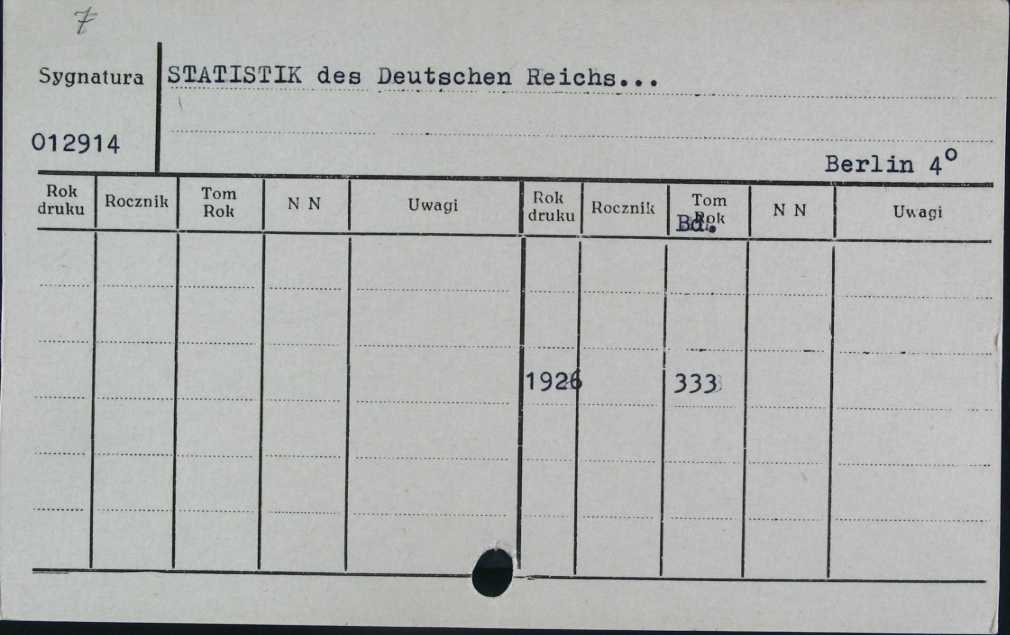 7
Sygnatura STATISTIK des Deutschen Reichs...
012914
Berlin 4º
Rok druku Rocznik Tom Rok N N Uwagi Rok druku Rocznik Tom Rok Bd. N N Uwagi
1926 333